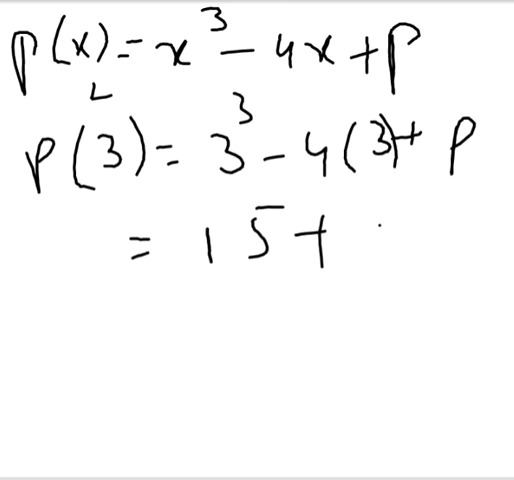 p(x) = x³ - 4x + p
p(3) = 3³ - 4(3) + p
= 15 +